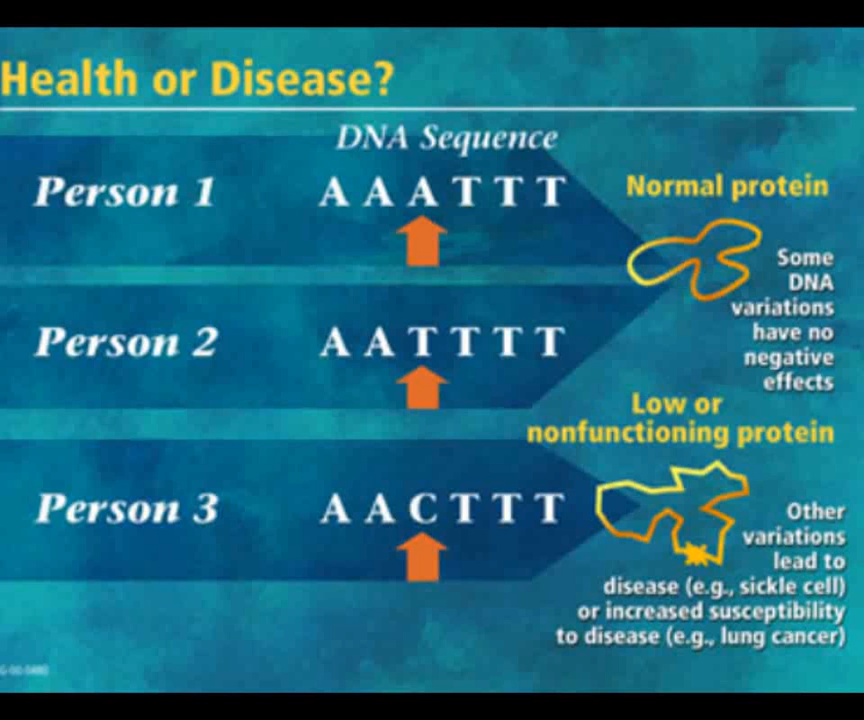 Health or Disease?
DNA Sequence
Person 1 A A A T T T
Normal protein
Some
DNA
variations
have no
negative
effects
Person 2 A A T T T T
Low or
nonfunctioning protein
Person 3 A A C T T T
Other
variations
lead to
disease (e.g., sickle cell)
or increased susceptibility
to disease (e.g., lung cancer)